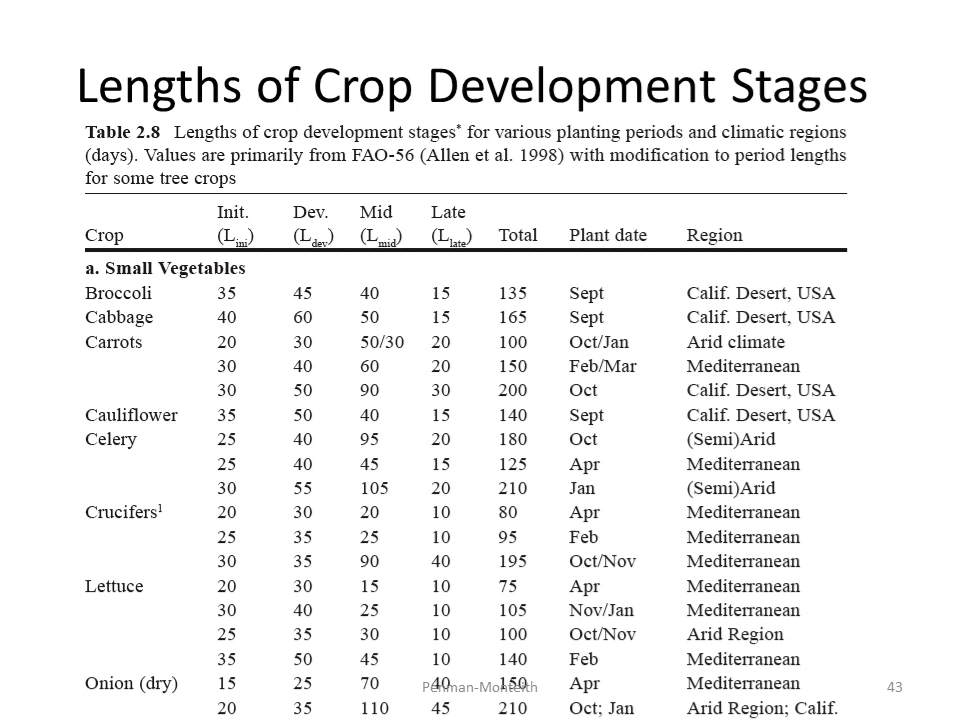 Lengths of Crop Development Stages
Table 2.8 Lengths of crop development stages* for various planting periods and climatic regions
(days). Values are primarily from FAO-56 (Allen et al. 1998) with modification to period lengths
for some tree crops
Init. Dev. Mid Late
Crop (Lini) (Ldev) (Lmid) (Llate) Total Plant date Region
a. Small Vegetables
Broccoli 35 45 40 15 135 Sept Calif. Desert, USA
Cabbage 40 60 50 15 165 Sept Calif. Desert, USA
Carrots 20 30 50/30 20 100 Oct/Jan Arid climate
30 40 60 20 150 Feb/Mar Mediterranean
30 50 90 30 200 Oct Calif. Desert, USA
Cauliflower 35 50 40 15 140 Sept Calif. Desert, USA
Celery 25 40 95 20 180 Oct (Semi)Arid
25 40 45 15 125 Apr Mediterranean
30 55 105 20 210 Jan (Semi)Arid
Crucifers¹ 20 30 20 10 80 Apr Mediterranean
25 35 25 10 95 Feb Mediterranean
30 35 90 40 195 Oct/Nov Mediterranean
Lettuce 20 30 15 10 75 Apr Mediterranean
30 40 25 10 105 Nov/Jan Mediterranean
25 35 30 10 100 Oct/Nov Arid Region
35 50 45 10 140 Feb Mediterranean
Onion (dry) 15 25 70 40 150 Apr Mediterranean
20 35 110 45 210 Oct; Jan Arid Region; Calif.
Penman-Monteith
43